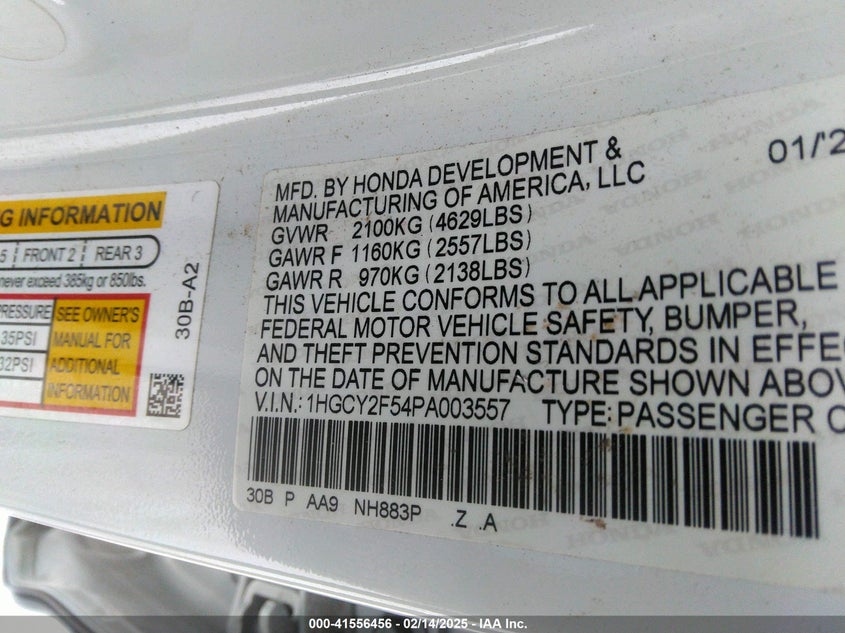 G INFORMATION
5 FRONT 2 REAR 3
never exceed 385kg or 850lbs.
PRESSURE
35PSI
32PSI
SEE OWNER'S
MANUAL FOR
ADDITIONAL
INFORMATION
30B-A2
01/'2
MFD. BY HONDA DEVELOPMENT &
MANUFACTURING OF AMERICA, LLC
GVWR 2100KG (4629LBS)
GAWR F 1160KG (2557LBS)
GAWR R 970KG (2138LBS)
THIS VEHICLE CONFORMS TO ALL APPLICABLE
FEDERAL MOTOR VEHICLE SAFETY, BUMPER,
AND THEFT PREVENTION STANDARDS IN EFFEC
ON THE DATE OF MANUFACTURE SHOWN ABOV
V.I.N.: 1HGCY2F54PA003557 TYPE: PASSENGER C
30B P AA9 NH883P .Z .A
000-41556456 - 02/14/2025 - IAA Inc.